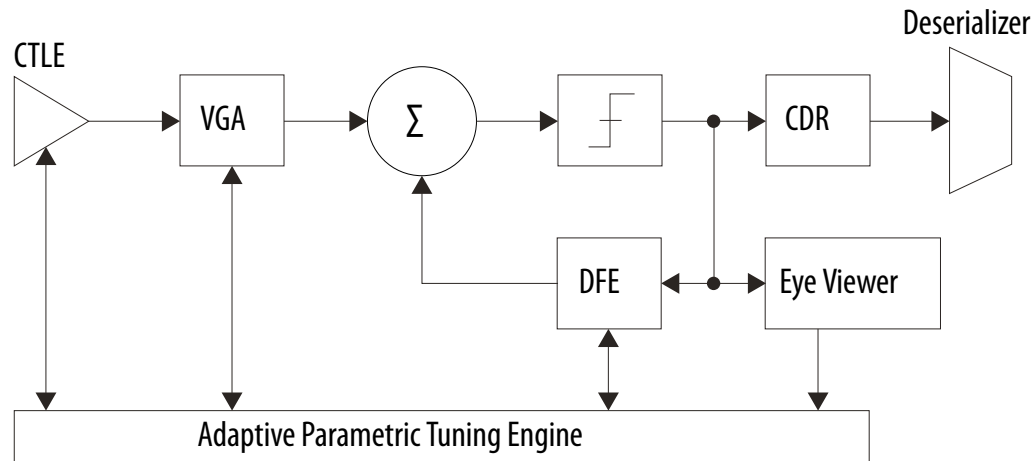 Deserializer
CTLE
VGA
Σ
CDR
DFE
Eye Viewer
Adaptive Parametric Tuning Engine